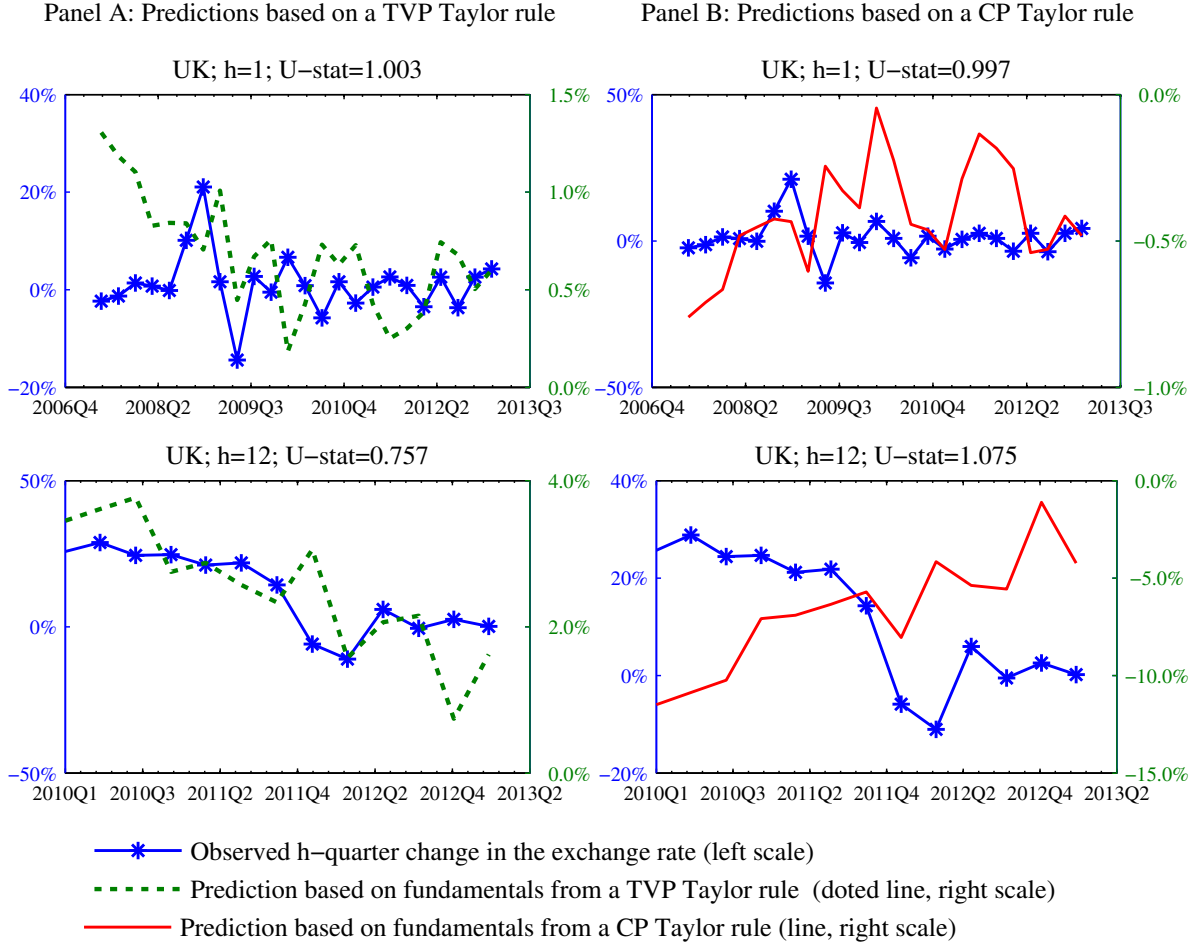 Panel A: Predictions based on a TVP Taylor rule
Panel B: Predictions based on a CP Taylor rule
UK; h=1; U−stat=1.003
40%
20%
0%
−20%
1.5%
1.0%
0.5%
0.0%
2006Q4 2008Q2 2009Q3 2010Q4 2012Q2 2013Q3
UK; h=1; U−stat=0.997
50%
0%
−50%
0.0%
−0.5%
−1.0%
2006Q4 2008Q2 2009Q3 2010Q4 2012Q2 2013Q3
UK; h=12; U−stat=0.757
50%
0%
−50%
4.0%
2.0%
0.0%
2010Q1 2010Q3 2011Q2 2011Q4 2012Q2 2012Q4 2013Q2
UK; h=12; U−stat=1.075
40%
20%
0%
−20%
0.0%
−5.0%
−10.0%
−15.0%
2010Q1 2010Q3 2011Q2 2011Q4 2012Q2 2012Q4 2013Q2
Observed h−quarter change in the exchange rate (left scale)
Prediction based on fundamentals from a TVP Taylor rule (doted line, right scale)
Prediction based on fundamentals from a CP Taylor rule (line, right scale)